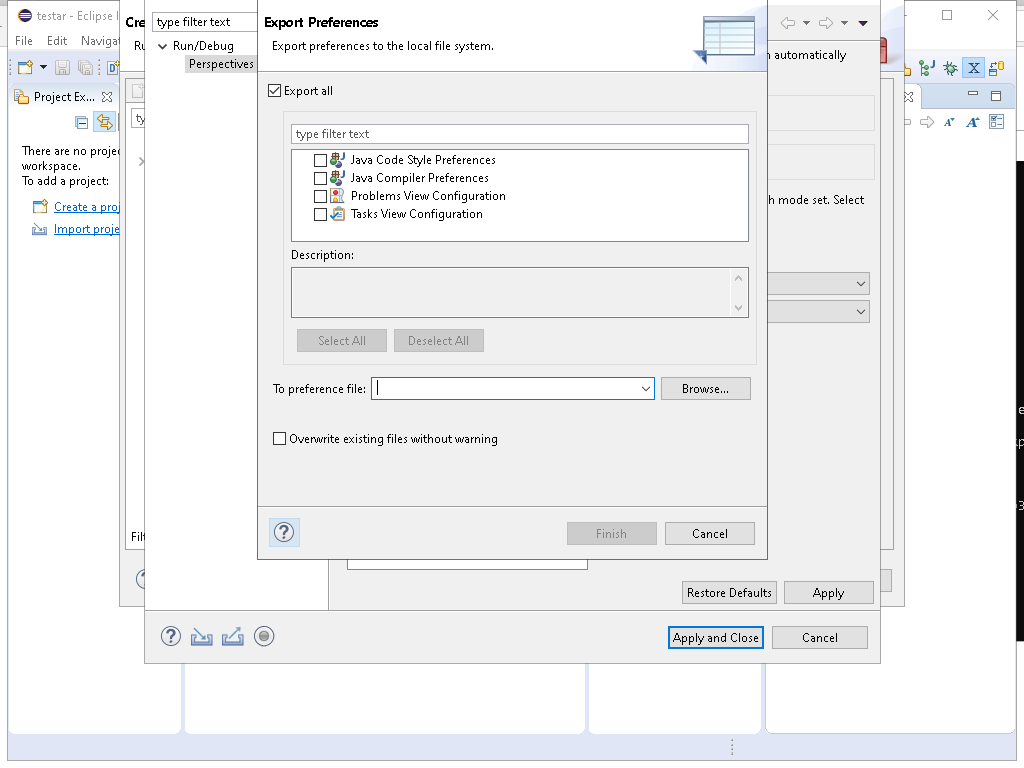 testar - Eclipse I
File Edit Navigat
Project Ex...
There are no projec
workspace.
To add a project:
Create a proj
Import proje
Cre
Ru
ty
Filt
type filter text
Run/Debug
Perspectives
Export Preferences
Export preferences to the local file system.
Export all
type filter text
Java Code Style Preferences
Java Compiler Preferences
Problems View Configuration
Tasks View Configuration
Description:
Select All Deselect All
To preference file: Browse...
Overwrite existing files without warning
Finish Cancel
n automatically
h mode set. Select
Restore Defaults Apply
Apply and Close Cancel